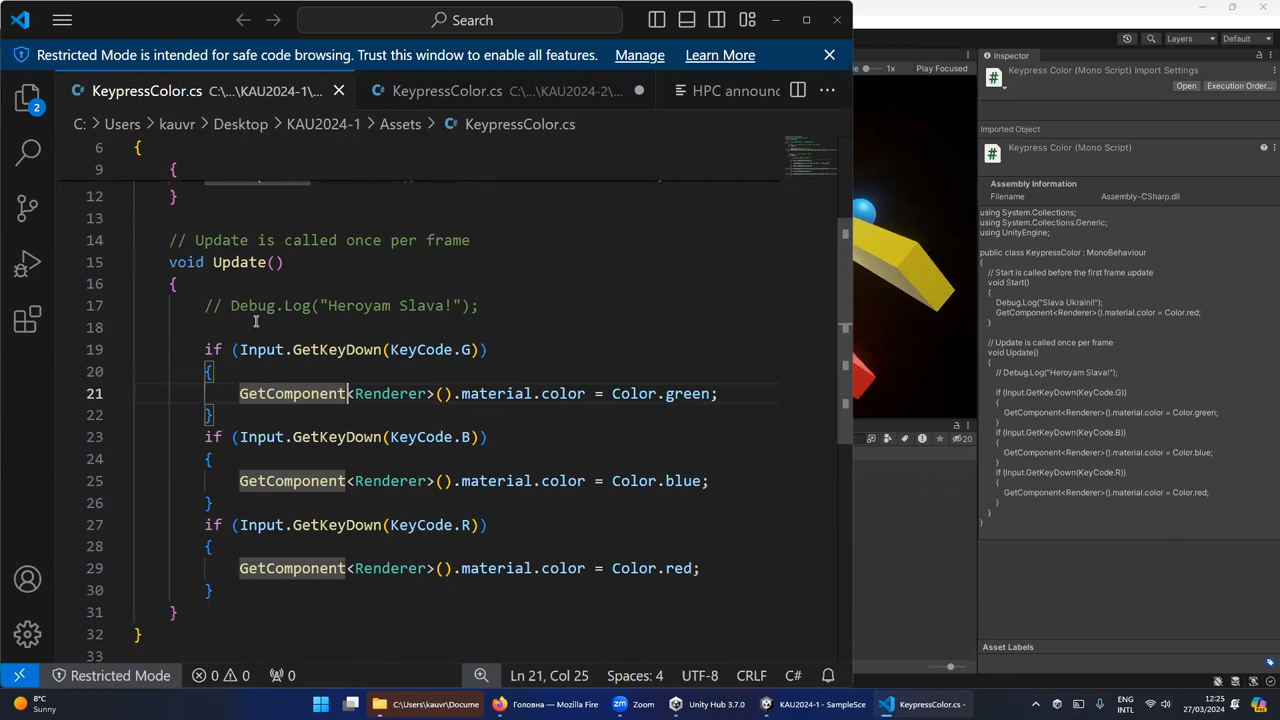 Search
Restricted Mode is intended for safe code browsing. Trust this window to enable all features. Manage Learn More
KeypressColor.cs C:\...\KAU2024-1\... KeypressColor.cs C:\...\KAU2024-2\... HPC announc
C: > Users > kauvr > Desktop > KAU2024-1 > Assets > KeypressColor.cs
2
5 {
{
12 }
13
14 // Update is called once per frame
15 void Update()
16 {
17 // Debug.Log("Heroyam Slava!");
18
19 if (Input.GetKeyDown(KeyCode.G))
20 {
21 GetComponent<Renderer>().material.color = Color.green;
22 }
23 if (Input.GetKeyDown(KeyCode.B))
24 {
25 GetComponent<Renderer>().material.color = Color.blue;
26 }
27 if (Input.GetKeyDown(KeyCode.R))
28 {
29 GetComponent<Renderer>().material.color = Color.red;
30 }
31 }
32 }
33
Restricted Mode 0 0 0 Ln 21, Col 25 Spaces: 4 UTF-8 CRLF C#
Layers Default
1x Play Focused
20
Inspector
Keypress Color (Mono Script) Import Settings
Open Execution Order...
Imported Object
Keypress Color (Mono Script)
Assembly Information
Filename Assembly-CSharp.dll
using System.Collections;
using System.Collections.Generic;
using UnityEngine;
public class KeypressColor : MonoBehaviour
{
// Start is called before the first frame update
void Start()
{
Debug.Log("Slava Ukraini!");
GetComponent<Renderer>().material.color = Color.red;
}
// Update is called once per frame
void Update()
{
// Debug.Log("Heroyam Slava!");
if (Input.GetKeyDown(KeyCode.G))
{
GetComponent<Renderer>().material.color = Color.green;
}
if (Input.GetKeyDown(KeyCode.B))
{
GetComponent<Renderer>().material.color = Color.blue;
}
if (Input.GetKeyDown(KeyCode.R))
{
GetComponent<Renderer>().material.color = Color.red;
}
}
}
Asset Labels
8°C
Sunny
C:\Users\kauvr\Docume
Головна — Mozilla Fire
Zoom
Unity Hub 3.7.0
KAU2024-1 - SampleSce
KeypressColor.cs -
ENG
INTL
12:25
27/03/2024